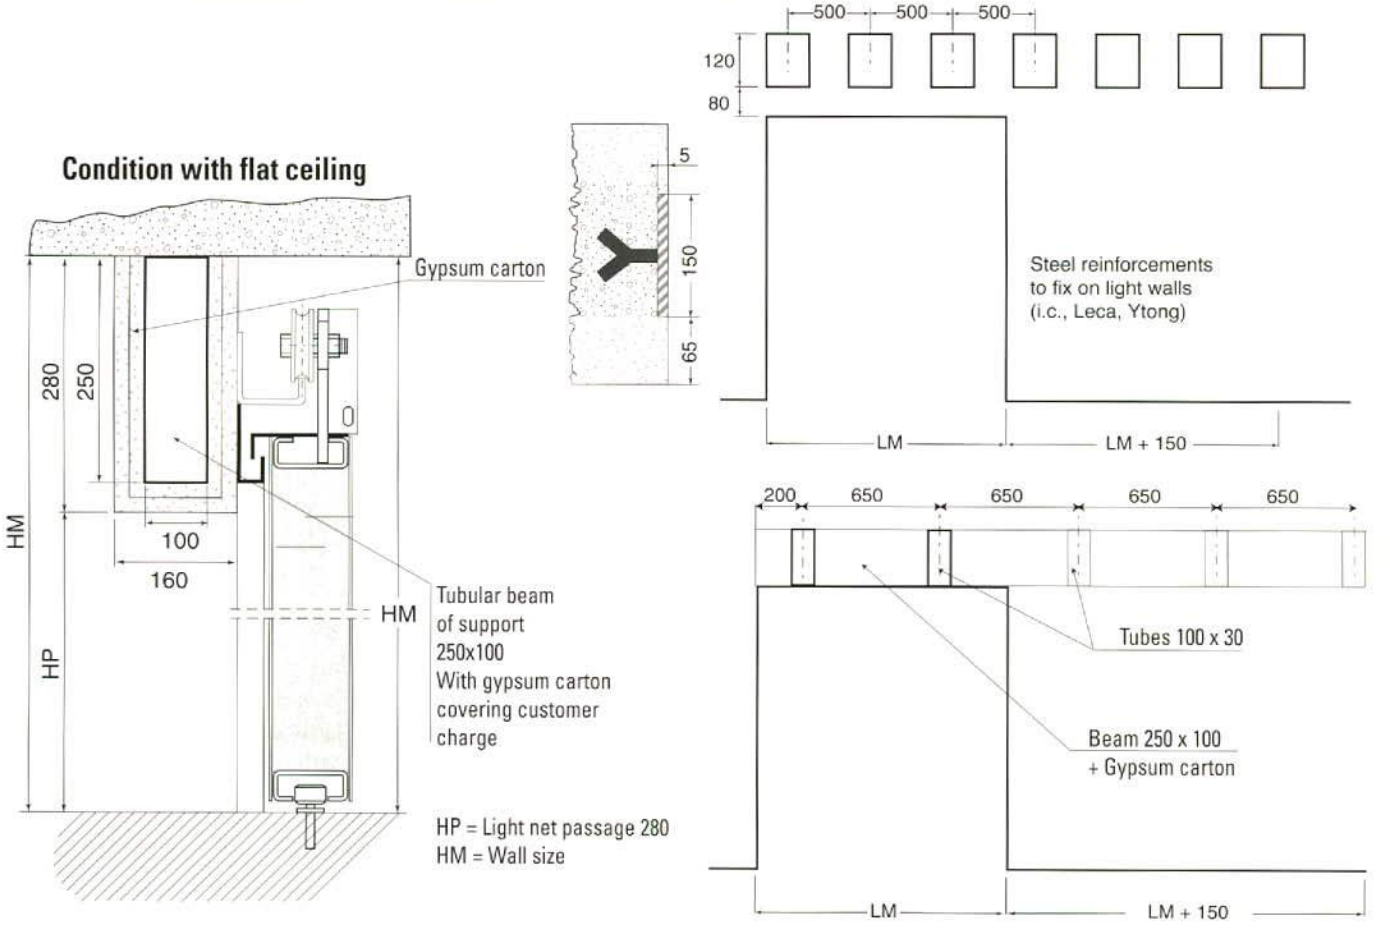 500
500
500
120
80
Condition with flat ceiling
5
150
65
Gypsum carton
Steel reinforcements
to fix on light walls
(i.c., Leca, Ytong)
280
250
LM
LM + 150
HM
100
160
HP
HM
Tubular beam
of support
250x100
With gypsum carton
covering customer
charge
200
650
650
650
650
Tubes 100 x 30
Beam 250 x 100
+ Gypsum carton
HP = Light net passage 280
HM = Wall size
LM
LM + 150